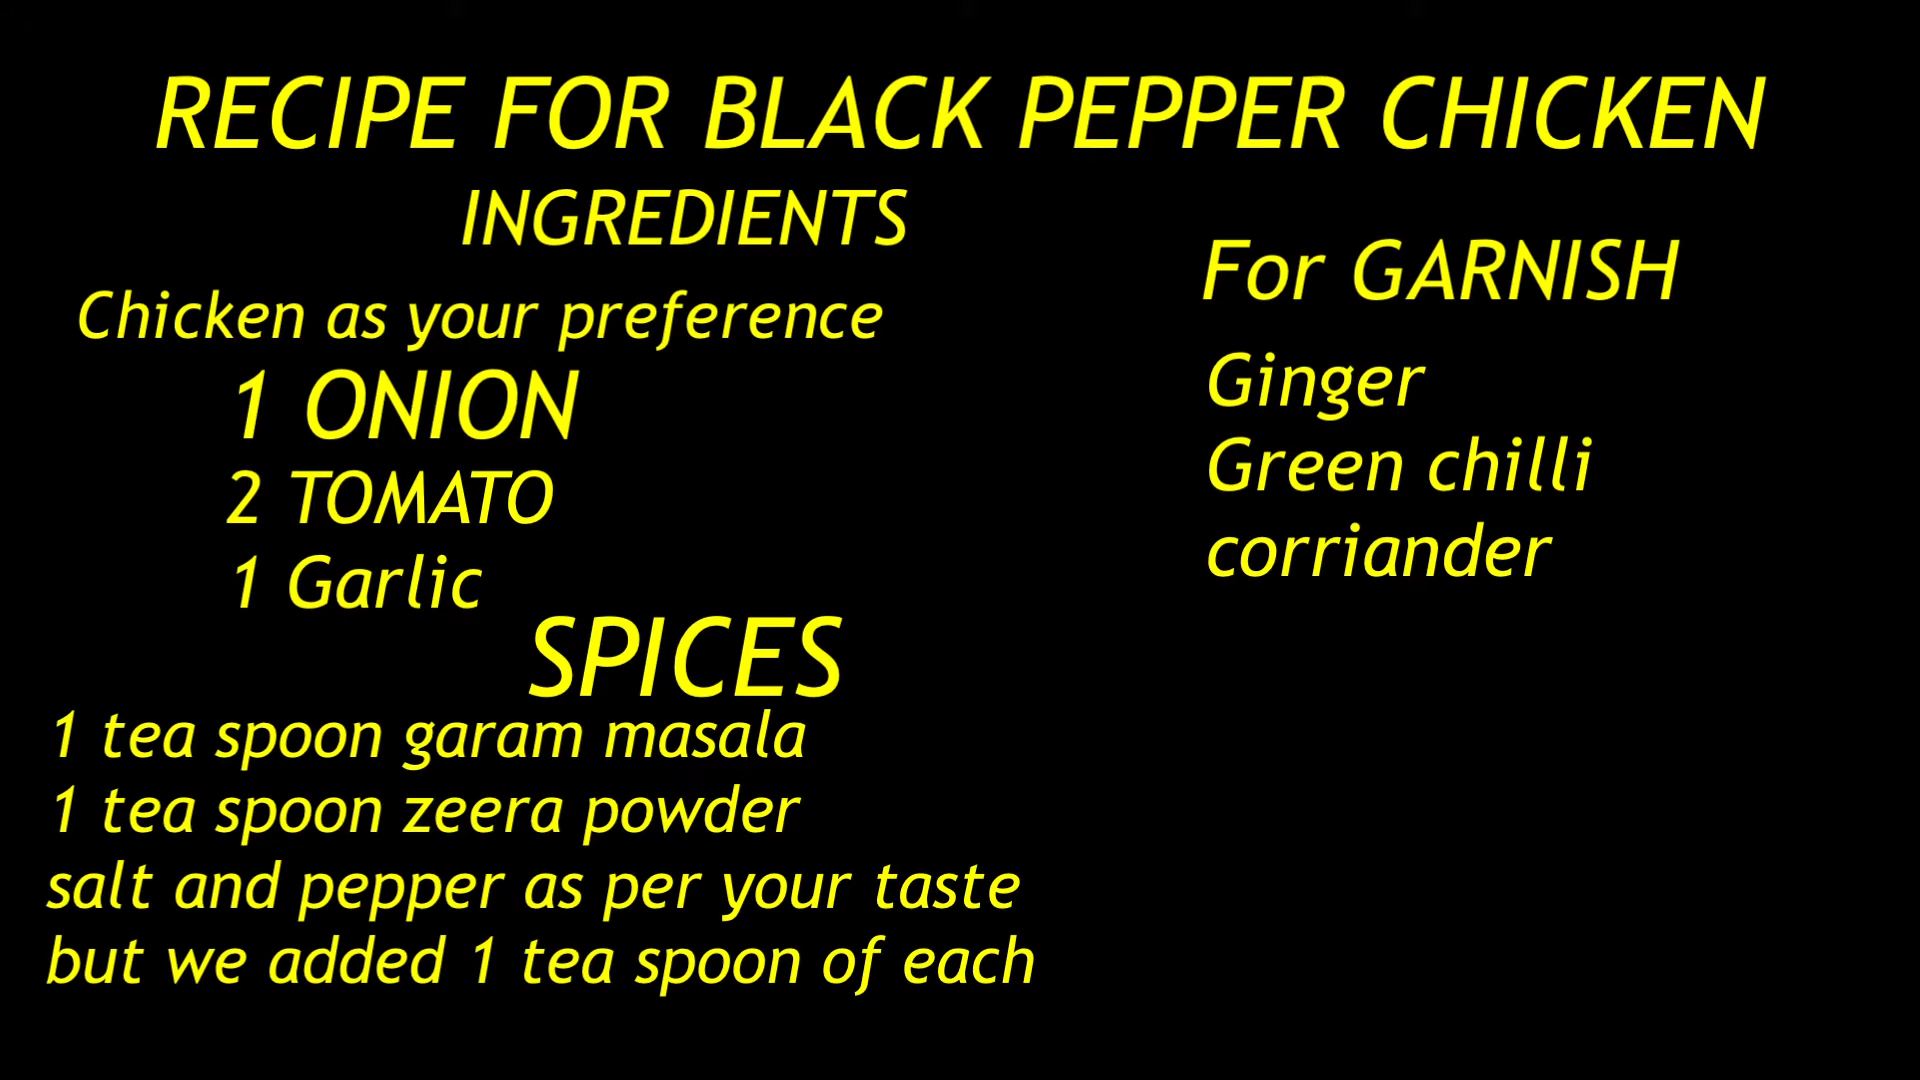 RECIPE FOR BLACK PEPPER CHICKEN
INGREDIENTS
Chicken as your preference
1 ONION
2 TOMATO
1 Garlic
SPICES
1 tea spoon garam masala
1 tea spoon zeera powder
salt and pepper as per your taste
but we added 1 tea spoon of each
For GARNISH
Ginger
Green chilli
corriander